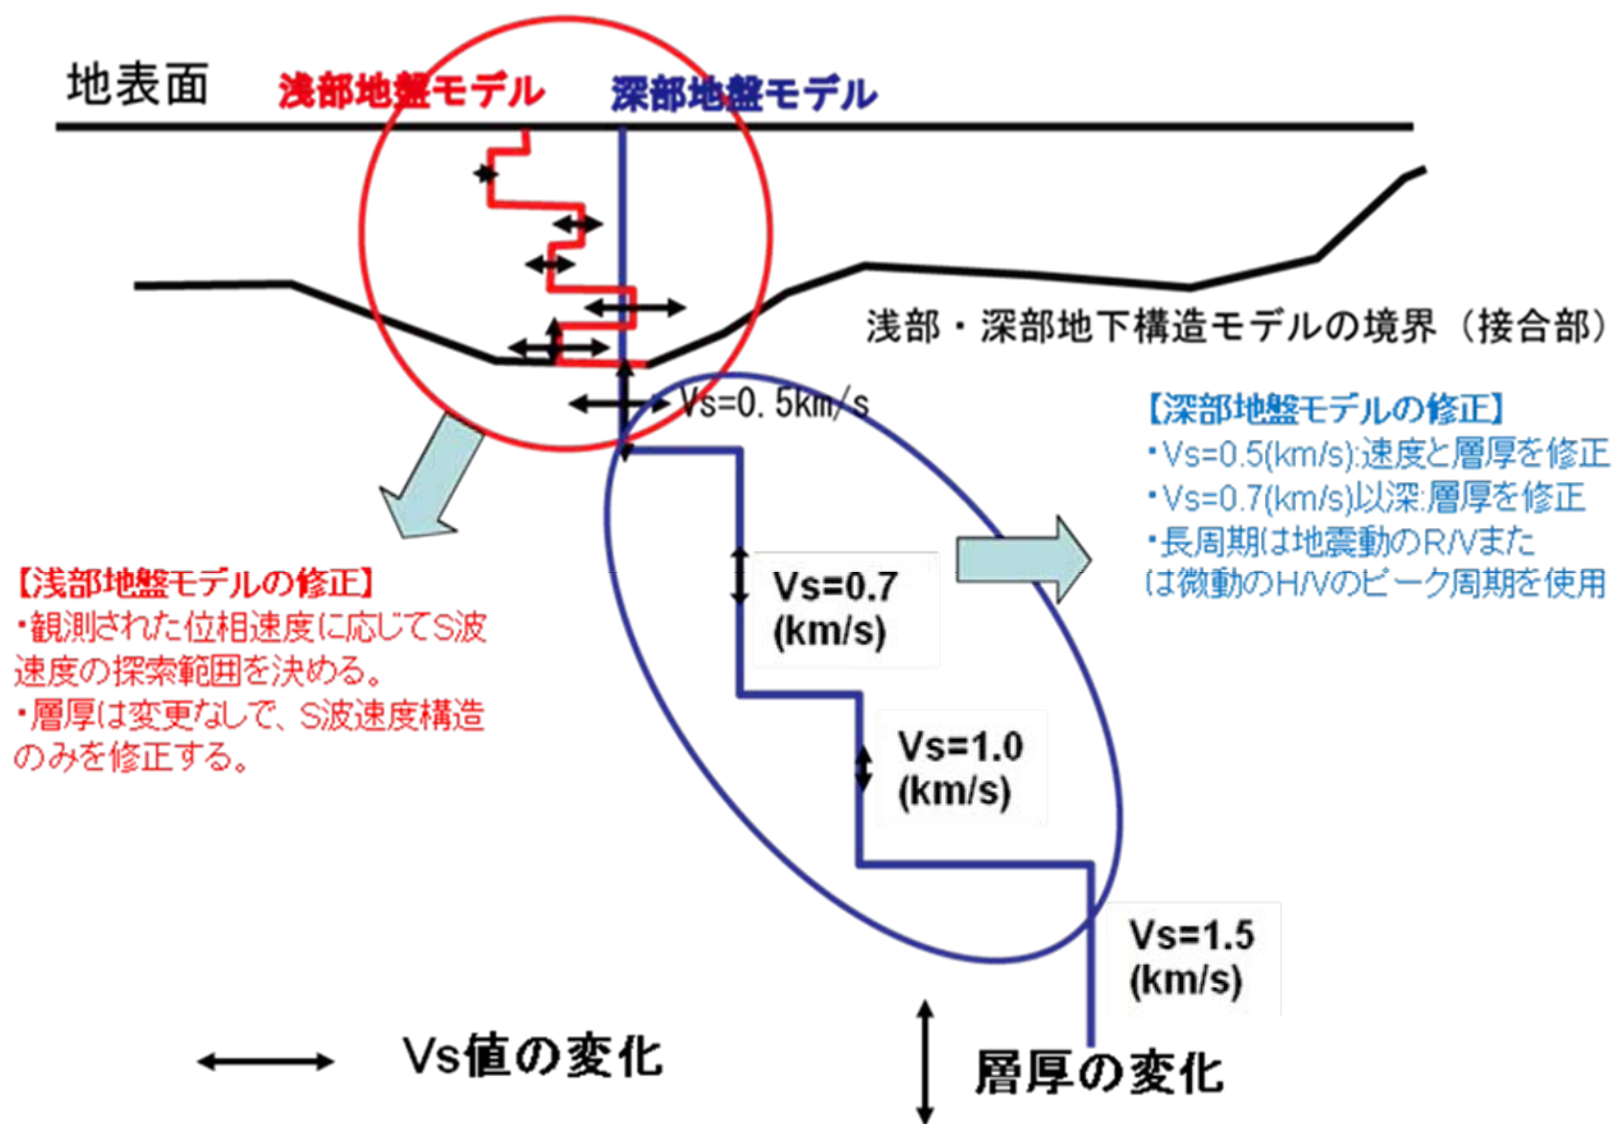 地表面
浅部地盤モデル
深部地盤モデル
浅部・深部地下構造モデルの境界（接合部）
Vs=0.5km/s
【深部地盤モデルの修正】
・Vs=0.5(km/s):速度と層厚を修正
・Vs=0.7(km/s)以深:層厚を修正
・長周期は地震動のR/Vまた
は微動のH/Vのピーク周期を使用
【浅部地盤モデルの修正】
・観測された位相速度に応じてS波
速度の探索範囲を決める。
・層厚は変更なしで、S波速度構造
のみを修正する。
Vs=0.7
(km/s)
Vs=1.0
(km/s)
Vs=1.5
(km/s)
Vs値の変化
層厚の変化